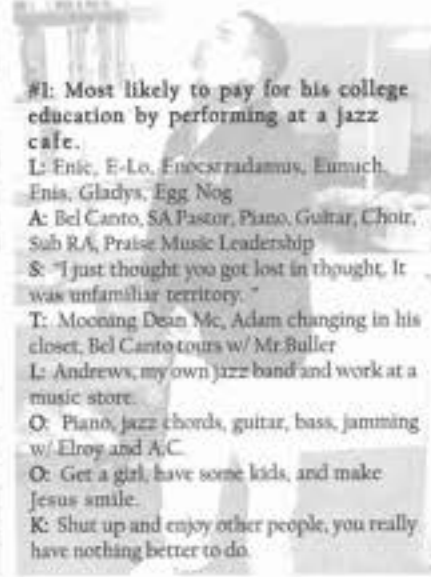 #1: Most likely to pay for his college
education by performing at a jazz
cafe.
L: Enic, E-Lo, Enocstradamus, Eunuch,
Enis, Gladys, Egg Nog
A: Bel Canto, SA Pastor, Piano, Guitar, Choir,
Sub RA, Praise Music Leadership
S: "I just thought you got lost in thought. It
was unfamiliar territory. "
T: Mooning Dean Mc, Adam changing in his
closet, Bel Canto tours w/ Mr. Buller
L: Andrews, my own jazz band and work at a
music store.
O: Piano, jazz chords, guitar, bass, jamming
w/ Elroy and A.C.
O: Get a girl, have some kids, and make
Jesus smile.
K: Shut up and enjoy other people, you really
have nothing better to do.